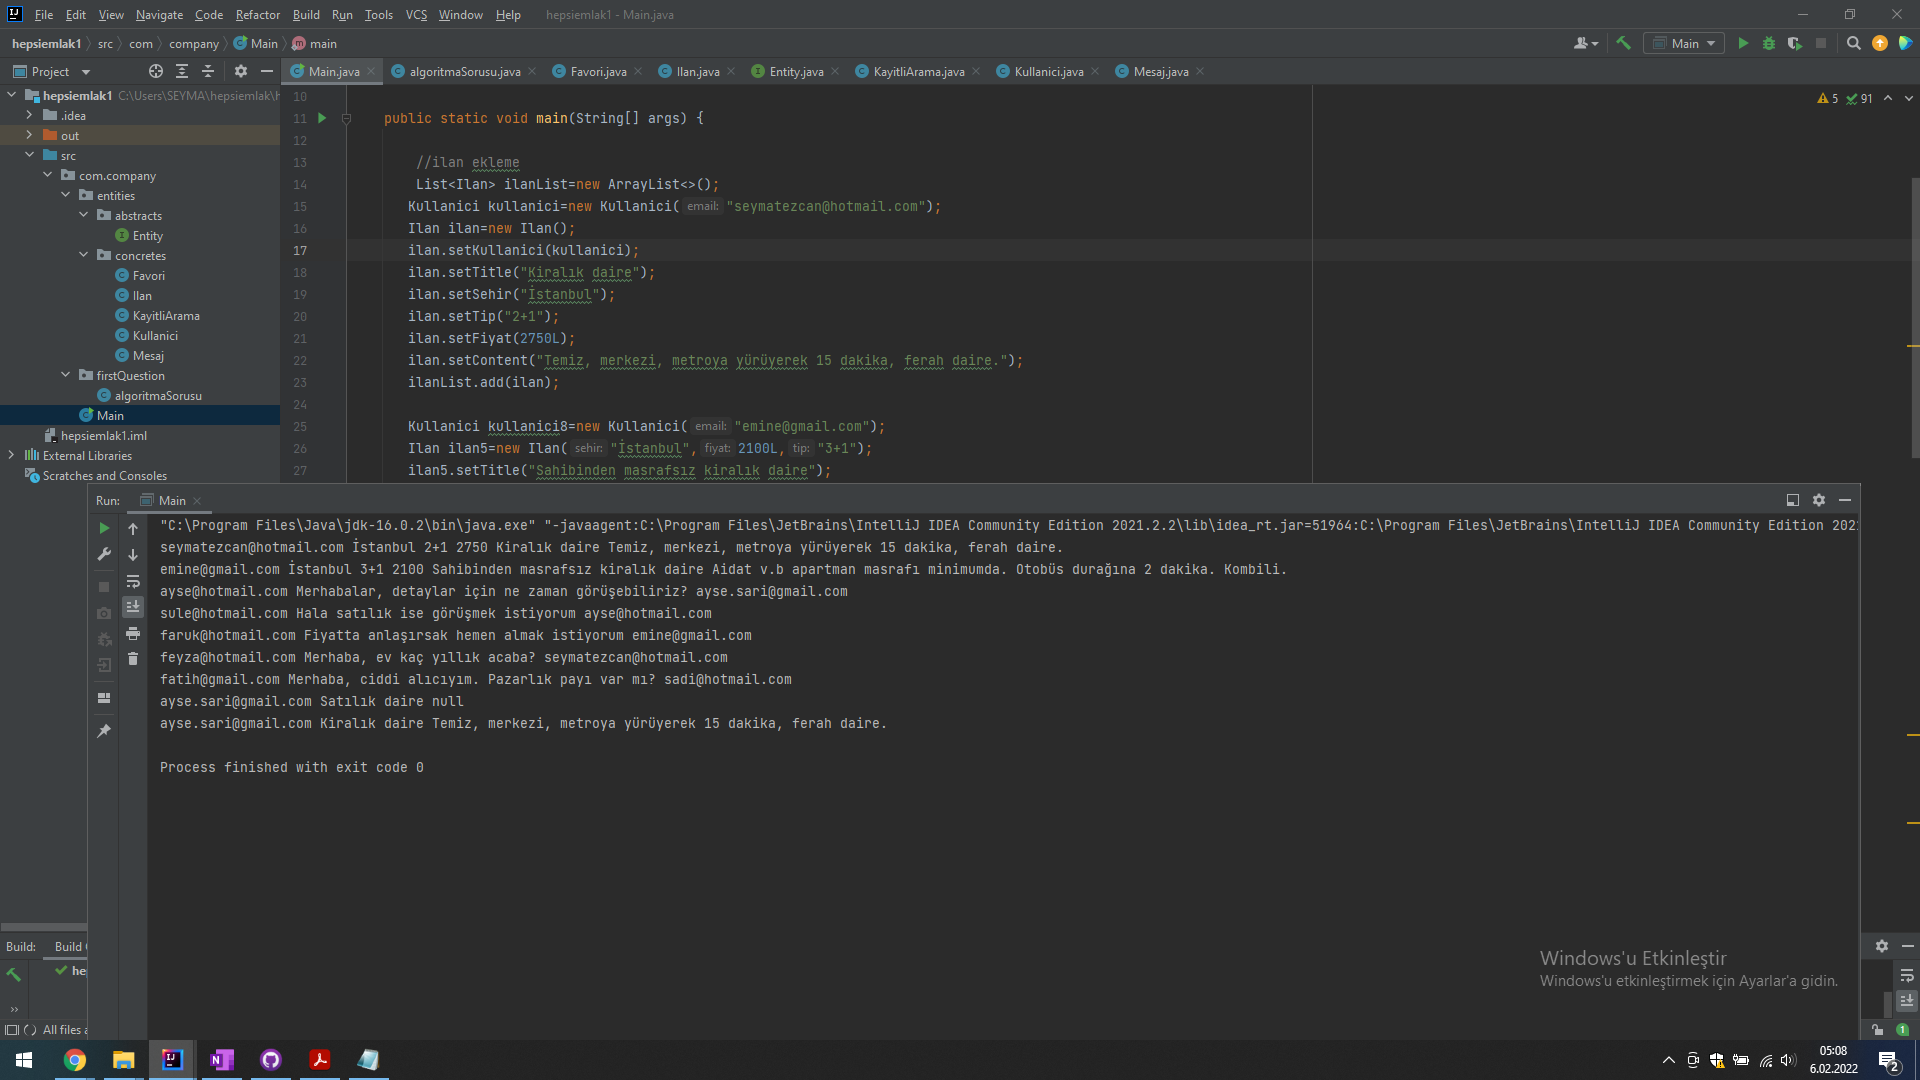 File Edit View Navigate Code Refactor Build Run Tools VCS Window Help hepsiemlak1 - Main.java
hepsiemlak1 src com company Main main
Main
Project
Main.java algoritmaSorusu.java Favori.java Ilan.java Entity.java KayitliArama.java Kullanici.java Mesaj.java
hepsiemlak1 C:\Users\SEYMA\hepsiemlak\h
.idea
out
src
com.company
entities
abstracts
Entity
concretes
Favori
Ilan
KayitliArama
Kullanici
Mesaj
firstQuestion
algoritmaSorusu
Main
hepsiemlak1.iml
External Libraries
Scratches and Consoles
5 91
10
11 public static void main(String[] args) {
12
13 //ilan ekleme
14 List<Ilan> ilanList=new ArrayList<>();
15 Kullanici kullanici=new Kullanici( email: "seymatezcan@hotmail.com");
16 Ilan ilan=new Ilan();
17 ilan.setKullanici(kullanici);
18 ilan.setTitle("Kiralık daire");
19 ilan.setSehir("İstanbul");
20 ilan.setTip("2+1");
21 ilan.setFiyat(2750L);
22 ilan.setContent("Temiz, merkezi, metroya yürüyerek 15 dakika, ferah daire.");
23 ilanList.add(ilan);
24
25 Kullanici kullanici8=new Kullanici( email: "emine@gmail.com");
26 Ilan ilan5=new Ilan( sehir: "İstanbul", fiyat: 2100L, tip: "3+1");
27 ilan5.setTitle("Sahibinden masrafsız kiralık daire");
Run: Main
"C:\Program Files\Java\jdk-16.0.2\bin\java.exe" "-javaagent:C:\Program Files\JetBrains\IntelliJ IDEA Community Edition 2021.2.2\lib\idea_rt.jar=51964:C:\Program Files\JetBrains\IntelliJ IDEA Community Edition 202
seymatezcan@hotmail.com İstanbul 2+1 2750 Kiralık daire Temiz, merkezi, metroya yürüyerek 15 dakika, ferah daire.
emine@gmail.com İstanbul 3+1 2100 Sahibinden masrafsız kiralık daire Aidat v.b apartman masrafı minimumda. Otobüs durağına 2 dakika. Kombili.
ayse@hotmail.com Merhabalar, detaylar için ne zaman görüşebiliriz? ayse.sari@gmail.com
sule@hotmail.com Hala satılık ise görüşmek istiyorum ayse@hotmail.com
faruk@hotmail.com Fiyatta anlaşırsak hemen almak istiyorum emine@gmail.com
feyza@hotmail.com Merhaba, ev kaç yıllık acaba? seymatezcan@hotmail.com
fatih@gmail.com Merhaba, ciddi alıcıyım. Pazarlık payı var mı? sadi@hotmail.com
ayse.sari@gmail.com Satılık daire null
ayse.sari@gmail.com Kiralık daire Temiz, merkezi, metroya yürüyerek 15 dakika, ferah daire.
Process finished with exit code 0
Build: Build
he
All files a
Windows'u Etkinleştir
Windows'u etkinleştirmek için Ayarlar'a gidin.
05:08
6.02.2022
2